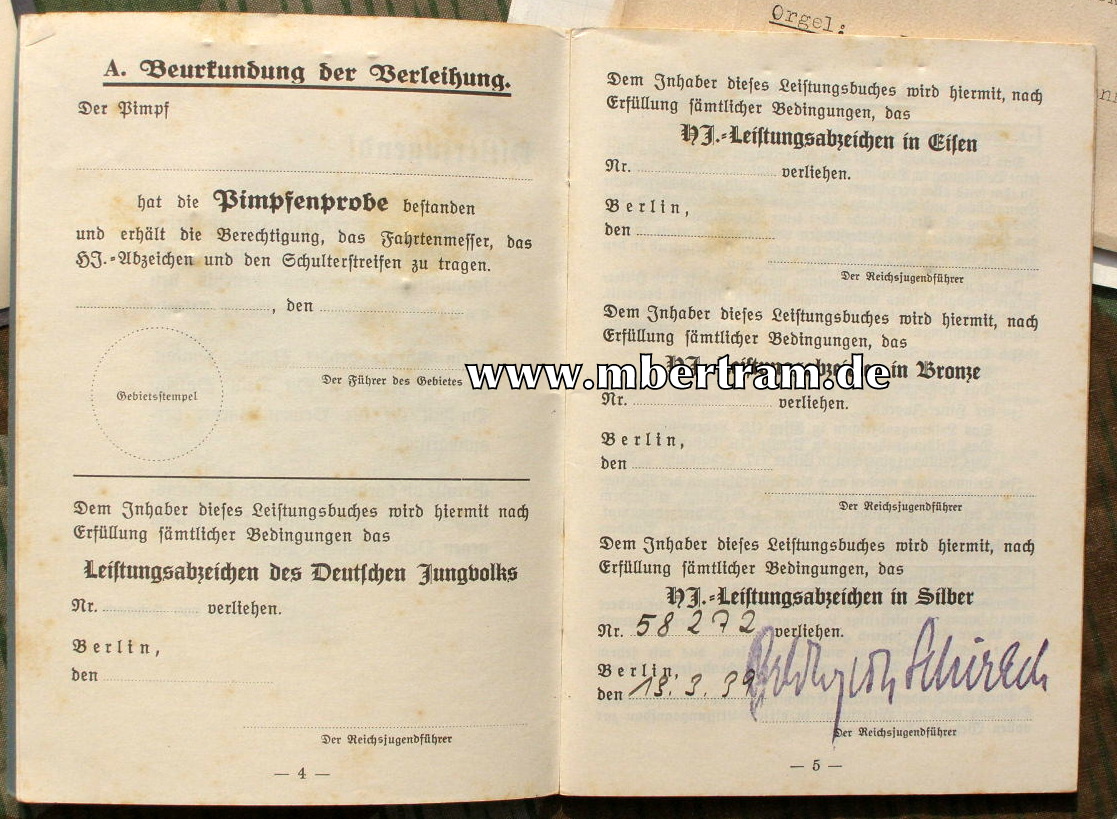 Orgel:
A. Beurkundung der Verleihung.
Der Pimpf
hat die Pimpfenprobe bestanden
und erhält die Berechtigung, das Fahrtenmesser, das
HJ.-Abzeichen und den Schulterstreifen zu tragen.
, den
Der Führer des Gebietes
Gebietsstempel
Dem Inhaber dieses Leistungsbuches wird hiermit nach
Erfüllung sämtlicher Bedingungen das
Leistungsabzeichen des Deutschen Jungvolks
Nr. verliehen.
Berlin,
den
Der Reichsjugendführer
— 4 —
Dem Inhaber dieses Leistungsbuches wird hiermit, nach
Erfüllung sämtlicher Bedingungen, das
HJ.-Leistungsabzeichen in Eisen
Nr. verliehen.
Berlin,
den
Der Reichsjugendführer
Dem Inhaber dieses Leistungsbuches wird hiermit, nach
Erfüllung sämtlicher Bedingungen, das
HJ.-Leistungsabzeichen in Bronze
www.mbertram.de
Nr. verliehen.
Berlin,
den
Der Reichsjugendführer
Dem Inhaber dieses Leistungsbuches wird hiermit, nach
Erfüllung sämtlicher Bedingungen, das
HJ.-Leistungsabzeichen in Silber
Nr. 58272 verliehen.
Berlin,
den 13.3.39 von Schirach
Der Reichsjugendführer
— 5 —